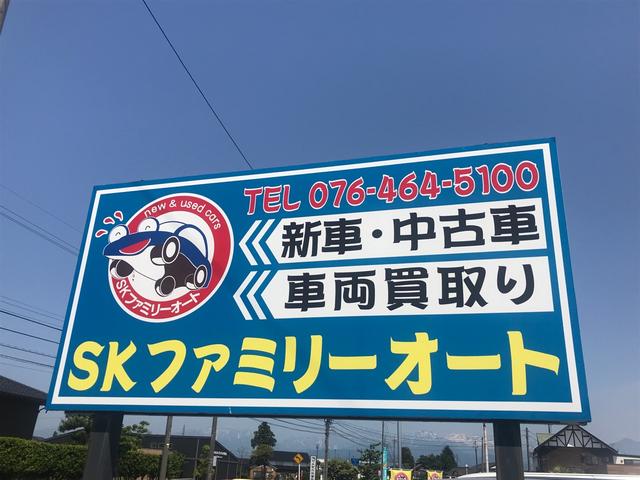 TEL 076-464-5100
new & used cars
SKファミリーオート
新車・中古車
車両買取り
SKファミリーオート